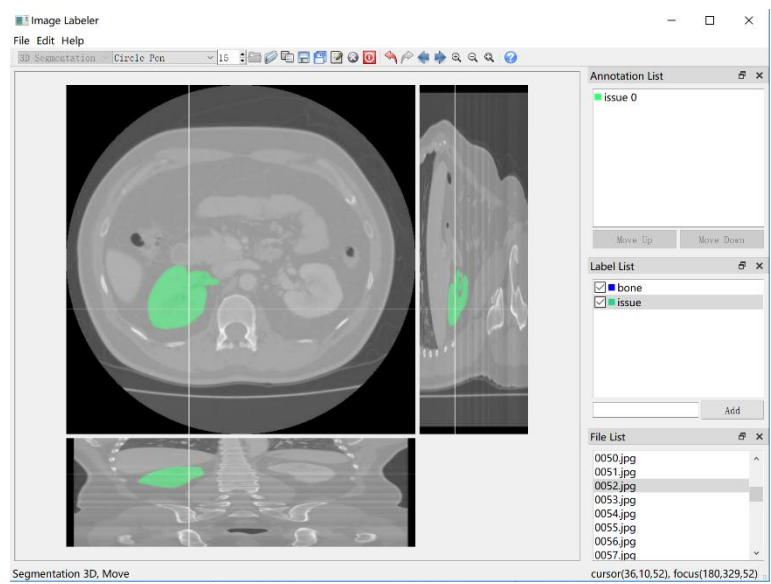 Image Labeler
File Edit Help
3D Segmentation Circle Pen 15
Annotation List
issue 0
Move Up Move Down
Label List
bone
issue
Add
File List
0050.jpg
0051.jpg
0052.jpg
0053.jpg
0054.jpg
0055.jpg
0056.jpg
0057.jpg
Segmentation 3D, Move cursor(36,10,52), focus(180,329,52)